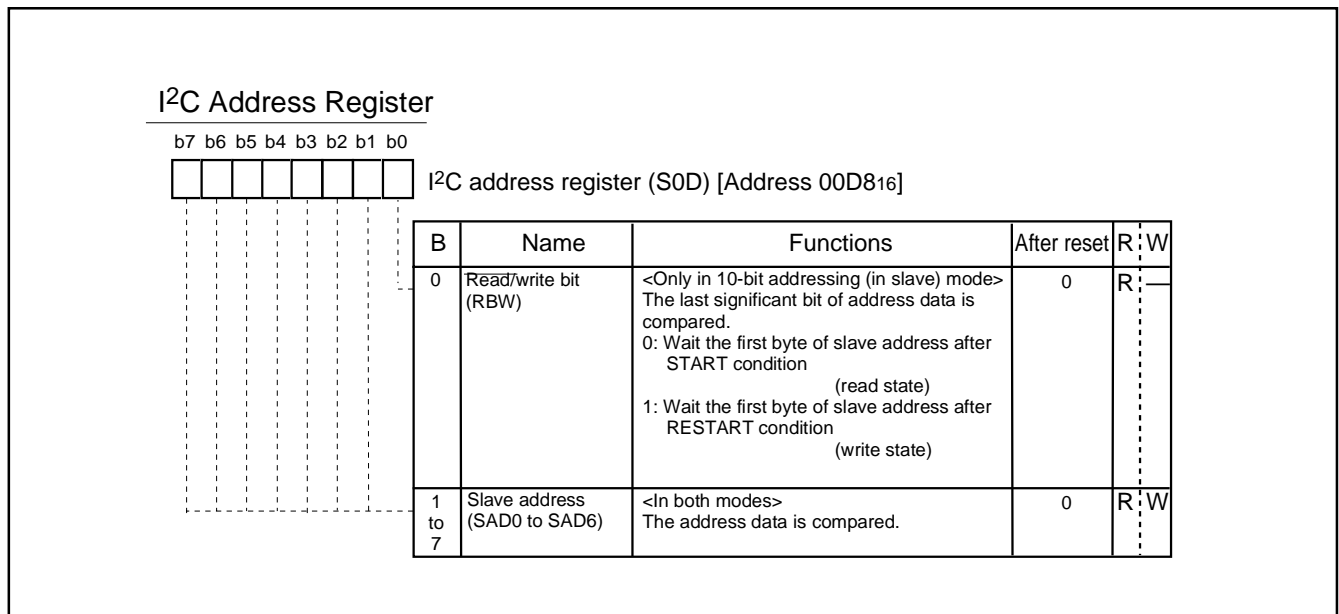 I²C Address Register
b7 b6 b5 b4 b3 b2 b1 b0
I²C address register (S0D) [Address 00D8₁₆]
B Name Functions After reset R W
0 Read/write bit <Only in 10-bit addressing (in slave) mode> 0 R —
(RBW) The last significant bit of address data is
compared.
0: Wait the first byte of slave address after
START condition
(read state)
1: Wait the first byte of slave address after
RESTART condition
(write state)
1 Slave address <In both modes> 0 R W
to (SAD0 to SAD6) The address data is compared.
7